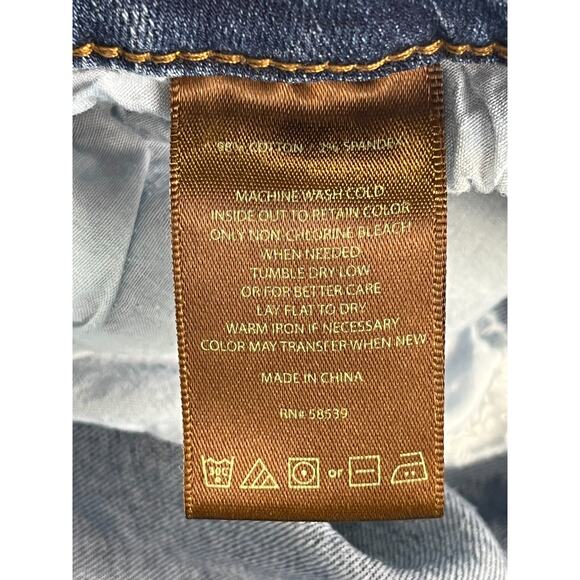 98% COTTON 2% SPANDEX
MACHINE WASH COLD
INSIDE OUT TO RETAIN COLOR
ONLY NON CHLORINE BLEACH
WHEN NEEDED
TUMBLE DRY LOW
OR FOR BETTER CARE
LAY FLAT TO DRY
WARM IRON IF NECESSARY
COLOR MAY TRANSFER WHEN NEW
MADE IN CHINA
RN# 58539
30C or